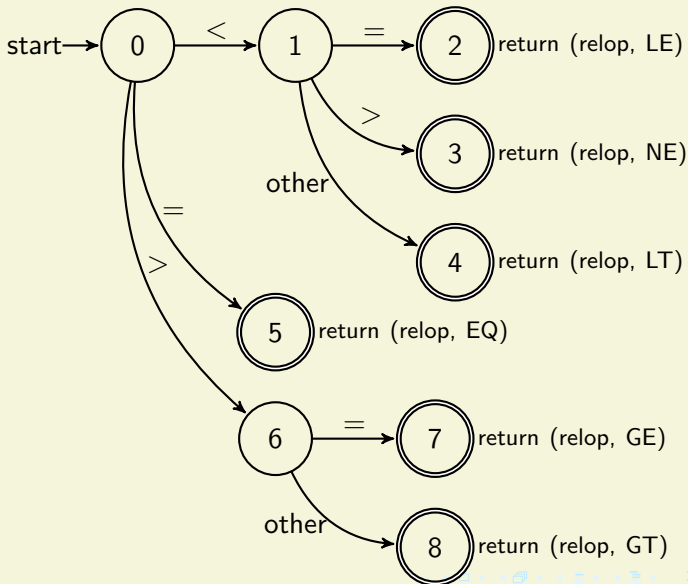 start 0 < 1 = 2 return (relop, LE)
> 3 return (relop, NE)
other 4 return (relop, LT)
= 5 return (relop, EQ)
> 6 = 7 return (relop, GE)
other 8 return (relop, GT)